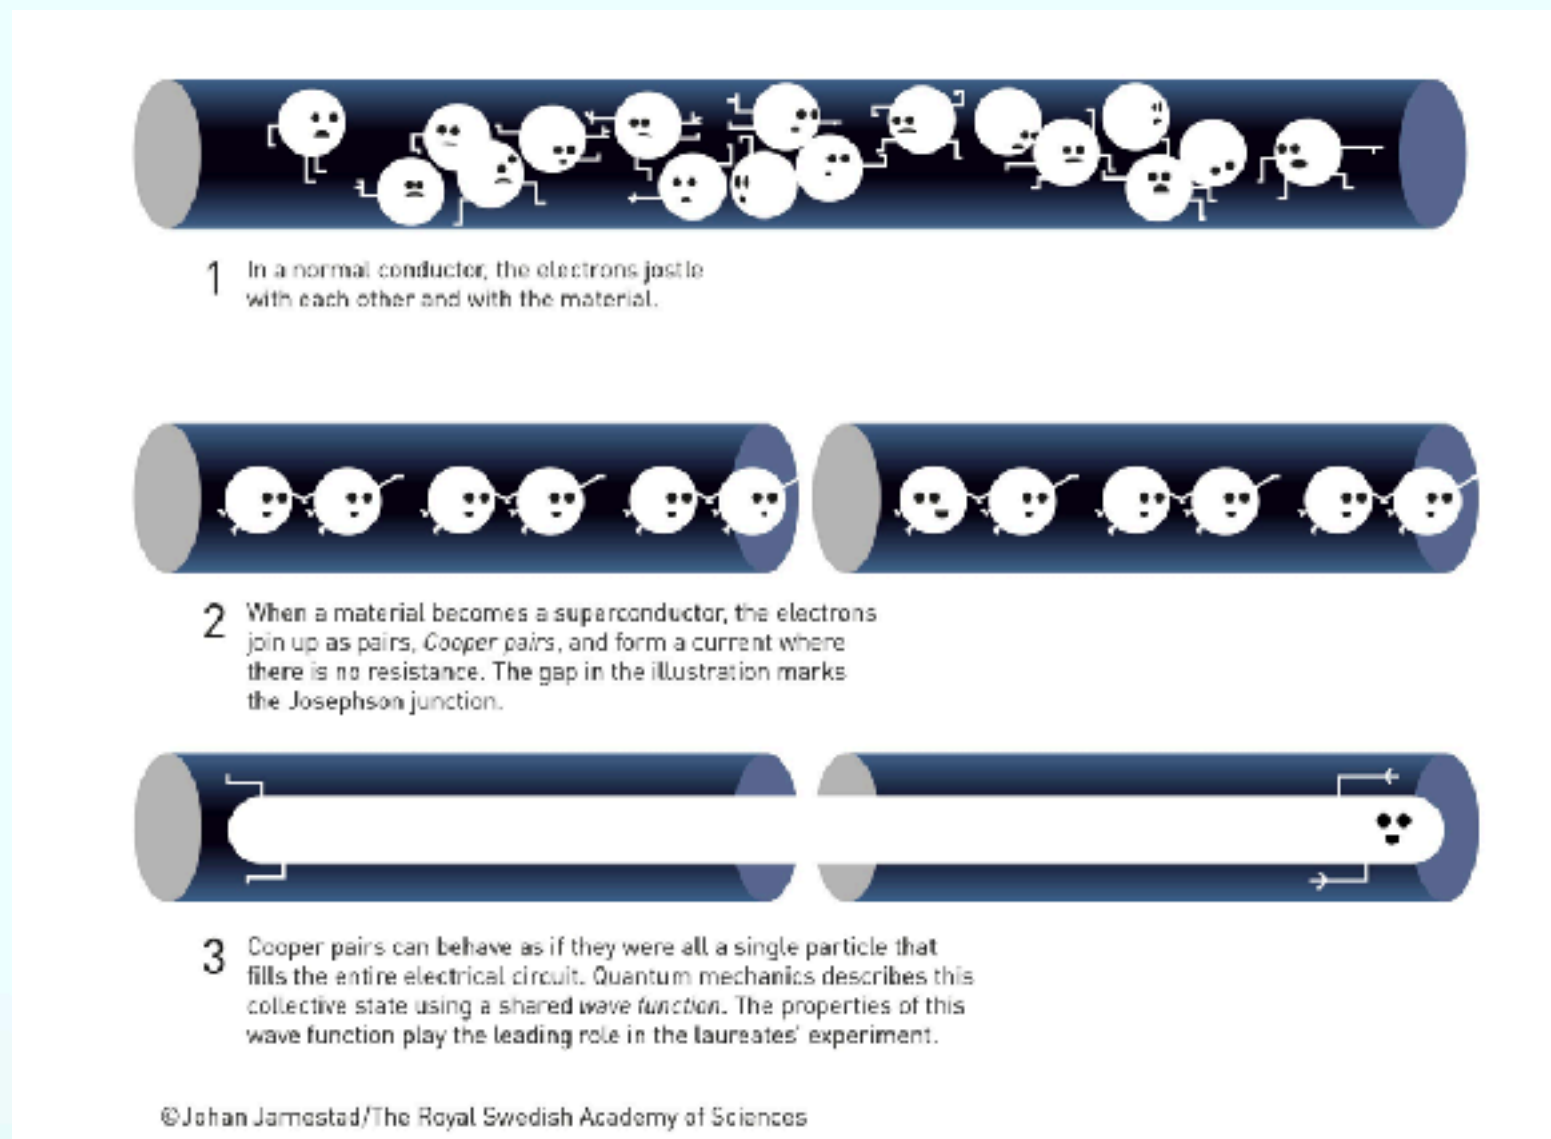 1 In a normal conductor, the electrons jostle
with each other and with the material.
2 When a material becomes a superconductor, the electrons
join up as pairs, Cooper pairs, and form a current where
there is no resistance. The gap in the illustration marks
the Josephson junction.
3 Cooper pairs can behave as if they were all a single particle that
fills the entire electrical circuit. Quantum mechanics describes this
collective state using a shared wave function. The properties of this
wave function play the leading role in the laureates' experiment.
©Johan Jarnestad/The Royal Swedish Academy of Sciences